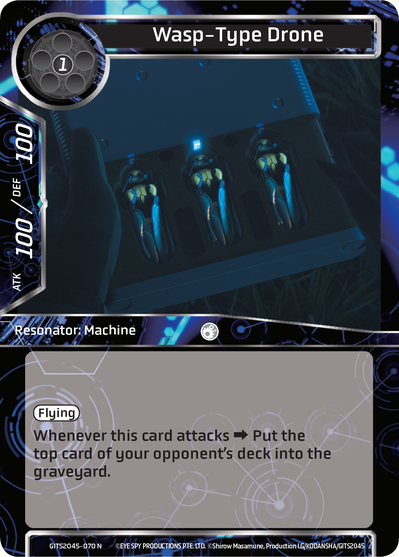 Wasp-Type Drone
1
ATK 100 / DEF 100
Resonator: Machine
Flying
Whenever this card attacks ➡ Put the
top card of your opponent's deck into the
graveyard.
GITS2045-070 N ©EYE SPY PRODUCTIONS PTE. LTD. ©Shirow Masamune, Production I.G/KODANSHA/GITS2045